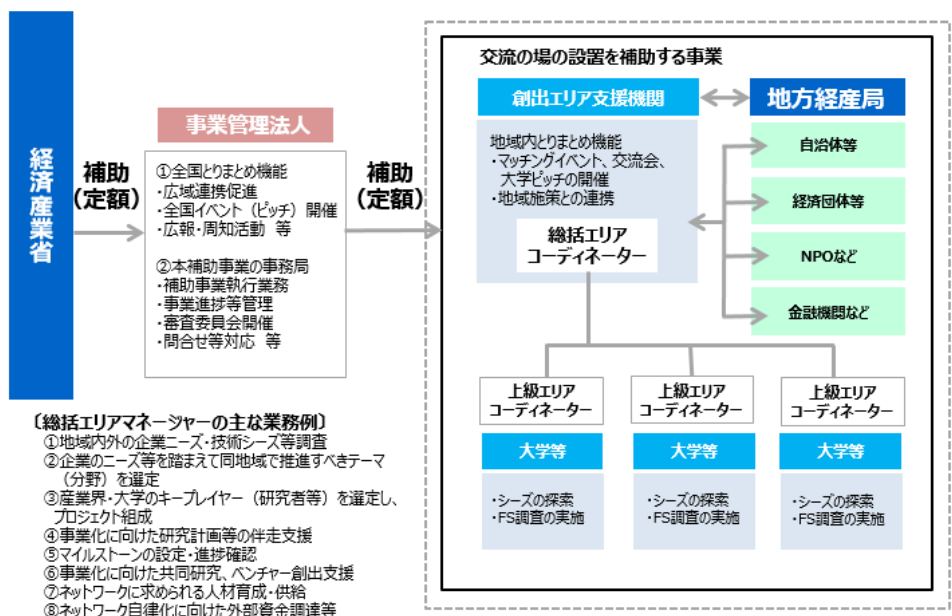 経済産業省
補助
（定額）
事業管理法人
①全国とりまとめ機能
・広域連携促進
・全国イベント（ピッチ）開催
・広報・周知活動 等
②本補助事業の事務局
・補助事業執行業務
・事業進捗等管理
・審査委員会開催
・問合せ等対応 等
補助
（定額）
交流の場の設置を補助する事業
創出エリア支援機関
地方経産局
地域内とりまとめ機能
・マッチングイベント、交流会、
大学ピッチの開催
・地域施策との連携
総括エリア
コーディネーター
自治体等
経済団体等
NPOなど
金融機関など
上級エリア
コーディネーター
大学等
・シーズの探索
・FS調査の実施
上級エリア
コーディネーター
大学等
・シーズの探索
・FS調査の実施
上級エリア
コーディネーター
大学等
・シーズの探索
・FS調査の実施
〔総括エリアマネージャーの主な業務例〕
①地域内外の企業ニーズ・技術シーズ等調査
②企業のニーズ等を踏まえて同地域で推進すべきテーマ
（分野）を選定
③産業界・大学のキープレイヤー（研究者等）を選定し、
プロジェクト組成
④事業化に向けた研究計画等の伴走支援
⑤マイルストーンの設定・進捗確認
⑥事業化に向けた共同研究、ベンチャー創出支援
⑦ネットワークに求められる人材育成・供給
⑧ネットワーク自律化に向けた外部資金調達等